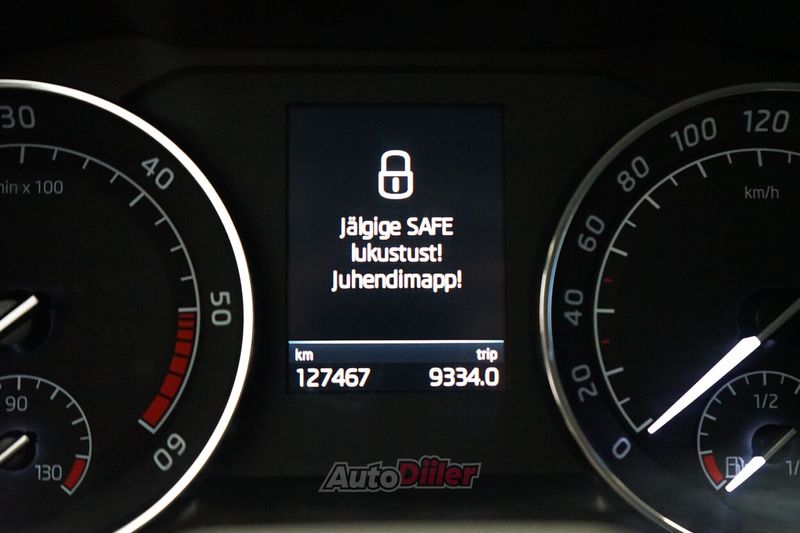 30
40
50
60
min x 100
90
130
Jälgige SAFE
lukustust!
Juhendimapp!
km trip
127467 9334.0
AutoDiiler
0
20
40
60
80
100
120
km/h
1/2
1/